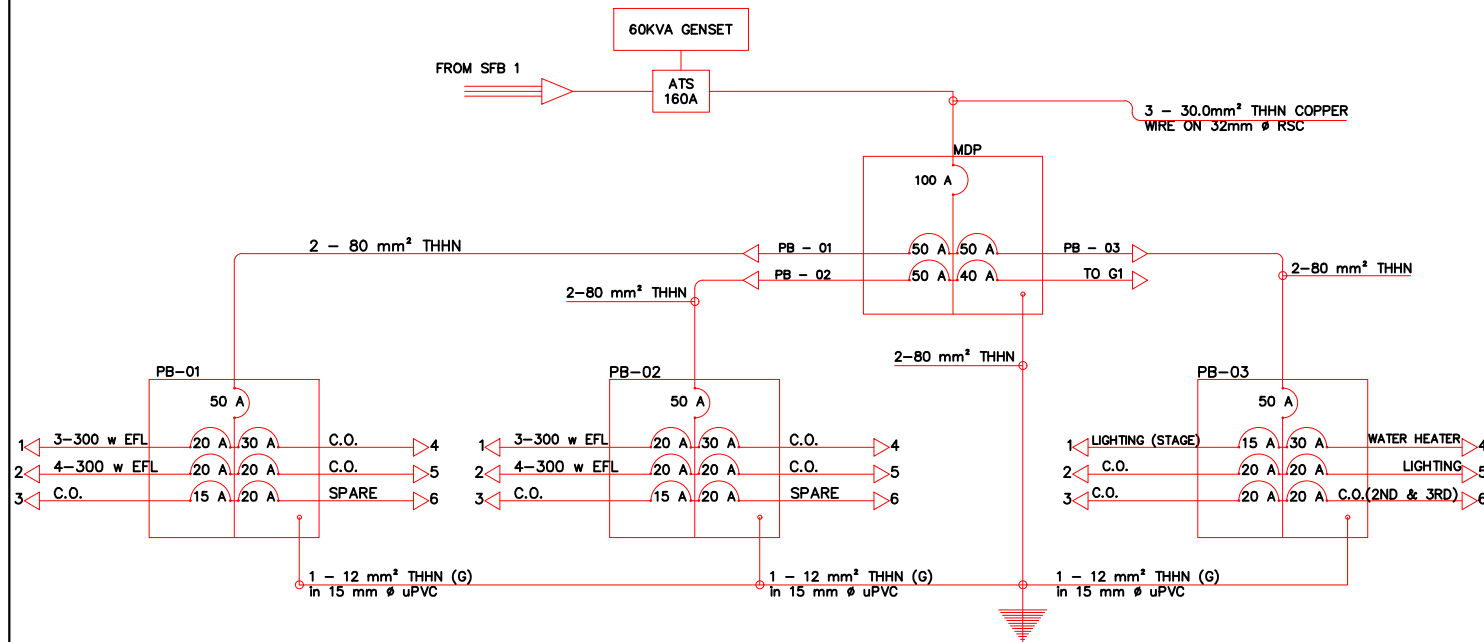 60KVA GENSET
FROM SFB 1
ATS
160A
3 - 30.0mm² THHN COPPER
WIRE ON 32mm ø RSC
MDP
100 A
2 - 80 mm² THHN
PB - 01
50 A
50 A
PB - 03
PB - 02
50 A
40 A
TO G1
2-80 mm² THHN
2-80 mm² THHN
2-80 mm² THHN
PB-01
50 A
1
3-300 w EFL
20 A
30 A
C.O.
4
2
4-300 w EFL
20 A
20 A
C.O.
5
3
C.O.
15 A
20 A
SPARE
6
PB-02
50 A
1
3-300 w EFL
20 A
30 A
C.O.
4
2
4-300 w EFL
20 A
20 A
C.O.
5
3
C.O.
15 A
20 A
SPARE
6
PB-03
50 A
1
LIGHTING (STAGE)
15 A
30 A
WATER HEATER
4
2
C.O.
20 A
20 A
LIGHTING
5
3
C.O.
20 A
20 A
C.O.(2ND & 3RD)
6
1 - 12 mm² THHN (G)
in 15 mm ø uPVC
1 - 12 mm² THHN (G)
in 15 mm ø uPVC
1 - 12 mm² THHN (G)
in 15 mm ø uPVC